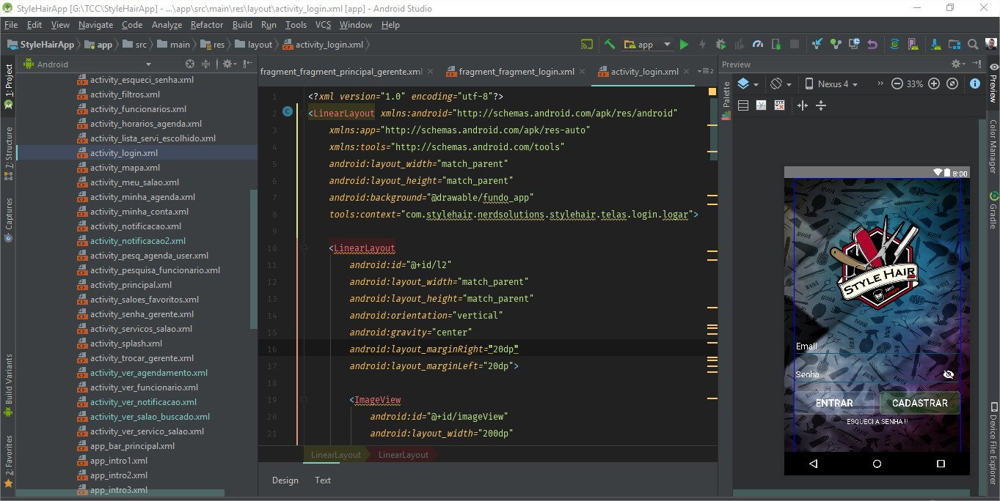 StyleHairApp [G:\TCC\StyleHairApp] - ...\app\src\main\res\layout\activity_login.xml [app] - Android Studio
File Edit View Navigate Code Analyze Refactor Build Run Tools VCS Window Help
StyleHairApp app src main res layout activity_login.xml
app
1: Project
7: Structure
Captures
Build Variants
2: Favorites
Android
activity_esqueci_senha.xml
activity_filtros.xml
activity_funcionarios.xml
activity_horarios_agenda.xml
activity_lista_servi_escolhido.xml
activity_login.xml
activity_mapa.xml
activity_meu_salao.xml
activity_minha_agenda.xml
activity_minha_conta.xml
activity_notificacao.xml
activity_notificacao2.xml
activity_pesq_agenda_user.xml
activity_pesquisa_funcionario.xml
activity_principal.xml
activity_saloes_favoritos.xml
activity_senha_gerente.xml
activity_servicos_salao.xml
activity_splash.xml
activity_trocar_gerente.xml
activity_ver_agendamento.xml
activity_ver_funcionario.xml
activity_ver_notificacao.xml
activity_ver_salao_buscado.xml
activity_ver_servico_salao.xml
app_bar_principal.xml
app_intro1.xml
app_intro2.xml
app_intro3.xml
fragment_fragment_principal_gerente.xml fragment_fragment_login.xml activity_login.xml 2
1 <?xml version="1.0" encoding="utf-8"?>
2 <LinearLayout xmlns:android="http://schemas.android.com/apk/res/android"
3 xmlns:app="http://schemas.android.com/apk/res-auto"
4 xmlns:tools="http://schemas.android.com/tools"
5 android:layout_width="match_parent"
6 android:layout_height="match_parent"
7 android:background="@drawable/fundo_app"
8 tools:context="com.stylehair.nerdsolutions.stylehair.telas.login.logar">
9
10 <LinearLayout
11 android:id="@+id/l2"
12 android:layout_width="match_parent"
13 android:layout_height="match_parent"
14 android:orientation="vertical"
15 android:gravity="center"
16 android:layout_marginRight="20dp"
17 android:layout_marginLeft="20dp">
18
19 <ImageView
20 android:id="@+id/imageView"
21 android:layout_width="200dp"
LinearLayout LinearLayout
Design Text
Preview
Palette
Nexus 4 33%
8:00
STYLE HAIR
Email
Senha
ENTRAR CADASTRAR
ESQUECI A SENHA !!
Preview
Color Manager
Gradle
Device File Explorer